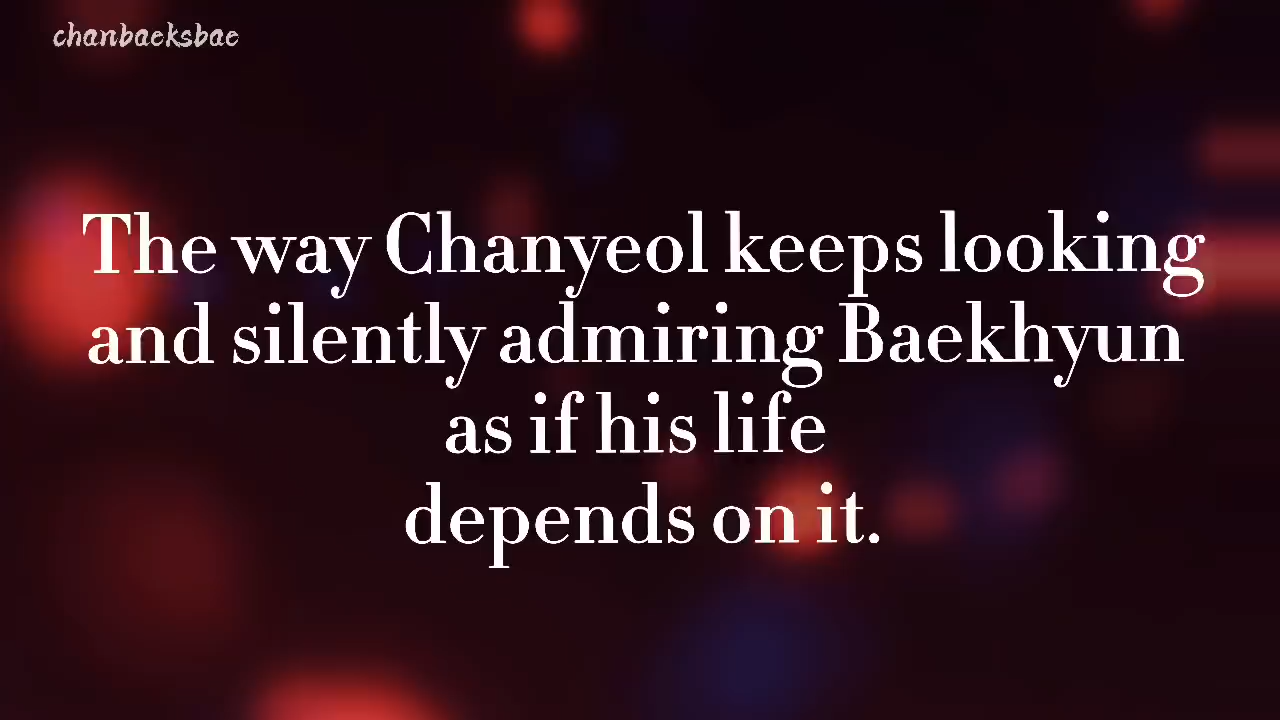 chanbaeksbae
The way Chanyeol keeps looking
and silently admiring Baekhyun
as if his life
depends on it.